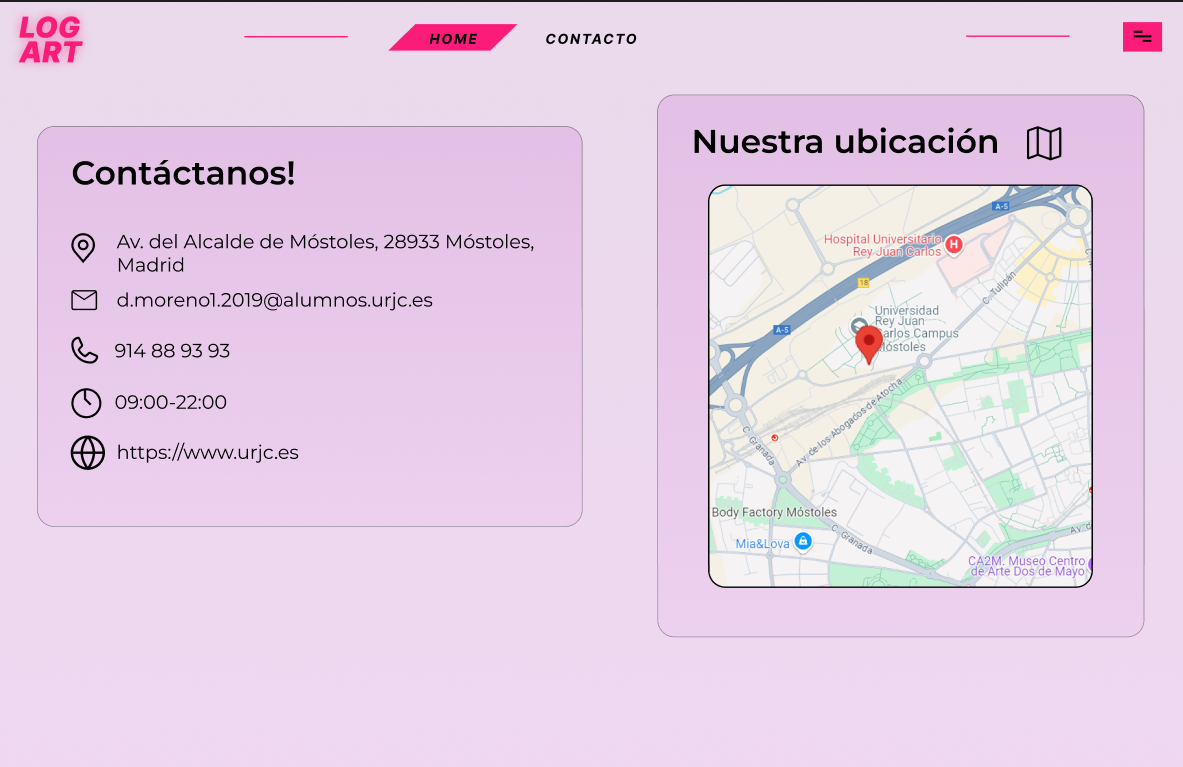 LOG
ART
HOME
CONTACTO
Contáctanos!
Av. del Alcalde de Móstoles, 28933 Móstoles,
Madrid
d.moreno1.2019@alumnos.urjc.es
914 88 93 93
09:00-22:00
https://www.urjc.es
Nuestra ubicación
A-5
Hospital Universitario
Rey Juan Carlos
H
C. Tulipán
18
Universidad
Rey Juan
Carlos Campus
Móstoles
A-5
Av. de los Abogados de Atocha
C. Granada
Body Factory Móstoles
Mia&Lova
C. Granada
Av. d
CA2M. Museo Centro
de Arte Dos de Mayo